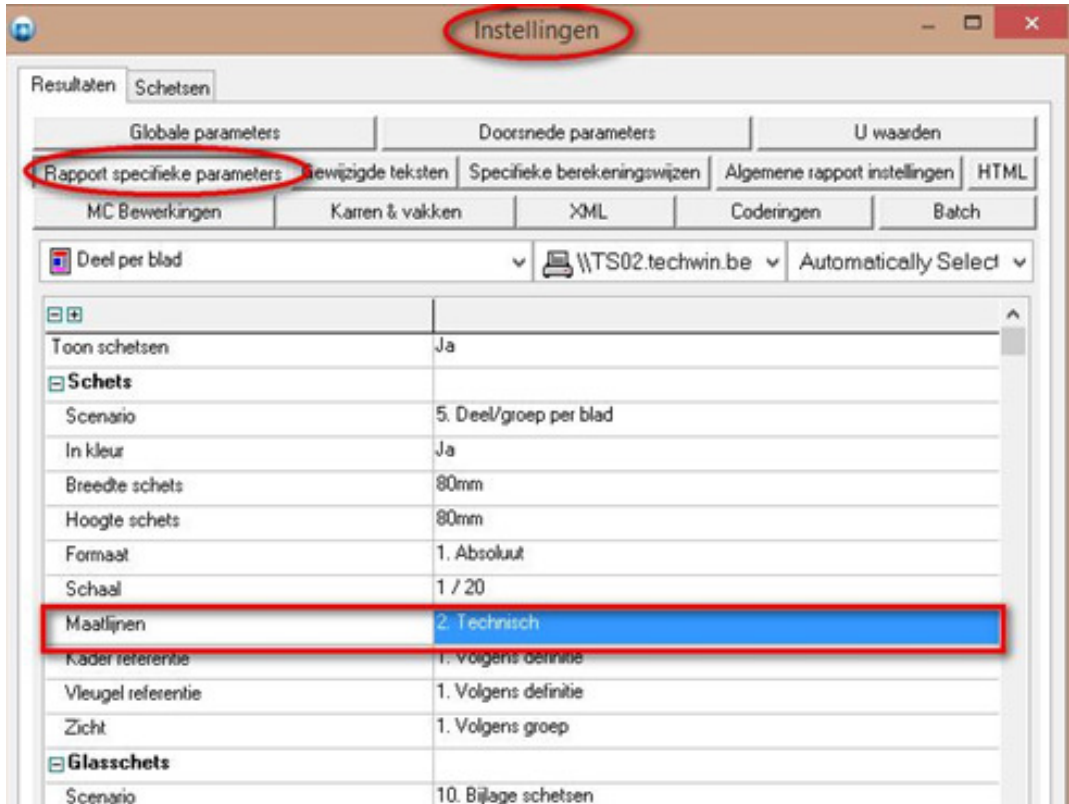 Instellingen
Resultaten Schetsen
Globale parameters Doorsnede parameters U waarden
Rapport specifieke parameters Gewijzigde teksten Specifieke berekeningswijzen Algemene rapport instellingen HTML
MC Bewerkingen Karren & vakken XML Coderingen Batch
Deel per blad \\TS02.techwin.be Automatically Select
Toon schetsen Ja
Schets
Scenario 5. Deel/groep per blad
In kleur Ja
Breedte schets 80mm
Hoogte schets 80mm
Formaat 1. Absoluut
Schaal 1 / 20
Maatlijnen 2. Technisch
Kader referentie 1. Volgens definitie
Vleugel referentie 1. Volgens definitie
Zicht 1. Volgens groep
Glasschets
Scenario 10. Bijlage schetsen